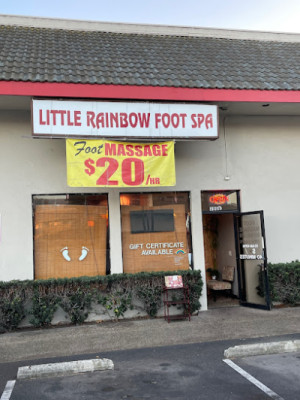 LITTLE RAINBOW FOOT SPA
Foot MASSAGE
$20/HR
GIFT CERTIFICATE
AVAILABLE